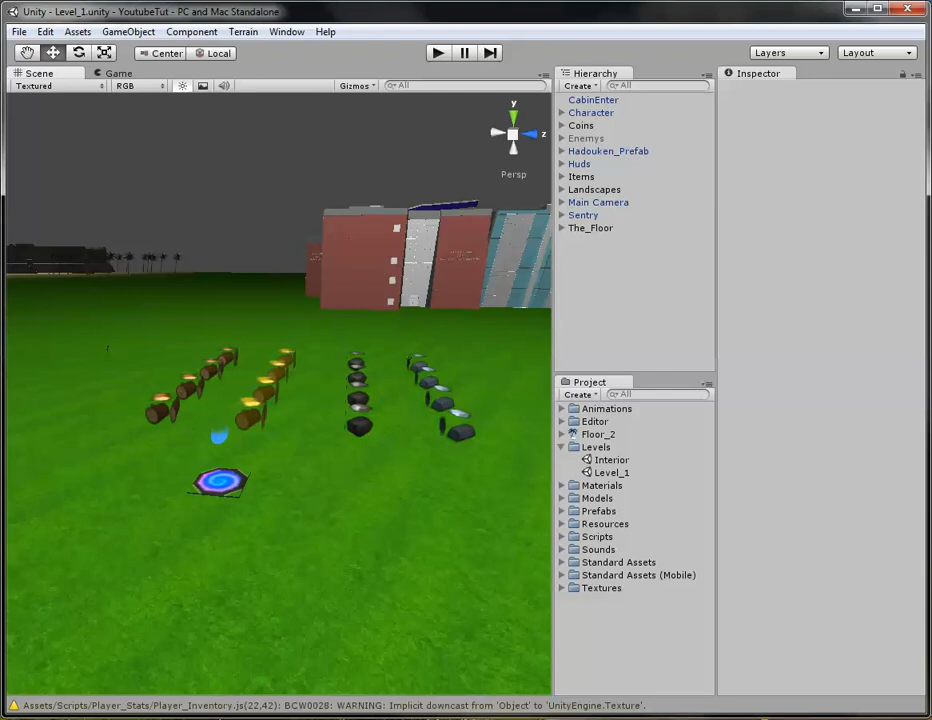 Unity - Level_1.unity - YoutubeTut - PC and Mac Standalone
File Edit Assets GameObject Component Terrain Window Help
Center Local Layers Layout
Scene Game
Textured RGB Gizmos All
y
z
Persp
Hierarchy
Create All
CabinEnter
Character
Coins
Enemys
Hadouken_Prefab
Huds
Items
Landscapes
Main Camera
Sentry
The_Floor
Project
Create All
Animations
Editor
Floor_2
Levels
Interior
Level_1
Materials
Models
Prefabs
Resources
Scripts
Sounds
Standard Assets
Standard Assets (Mobile)
Textures
Inspector
Assets/Scripts/Player_Stats/Player_Inventory.js(22,42): BCW0028: WARNING: Implicit downcast from 'Object' to 'UnityEngine.Texture'.